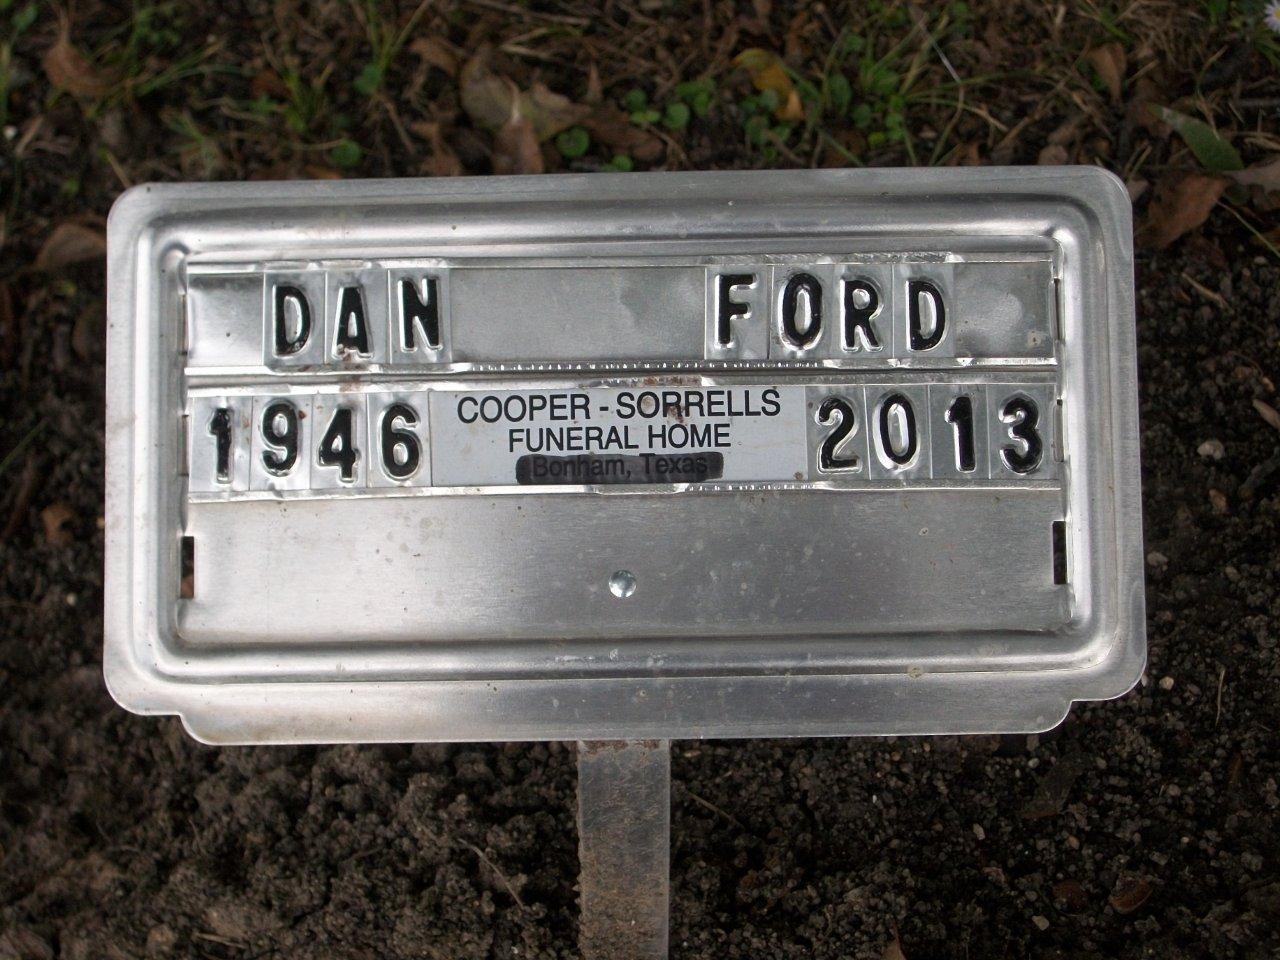 DAN FORD
1946 COOPER - SORRELLS 2013
FUNERAL HOME
Bonham, Texas